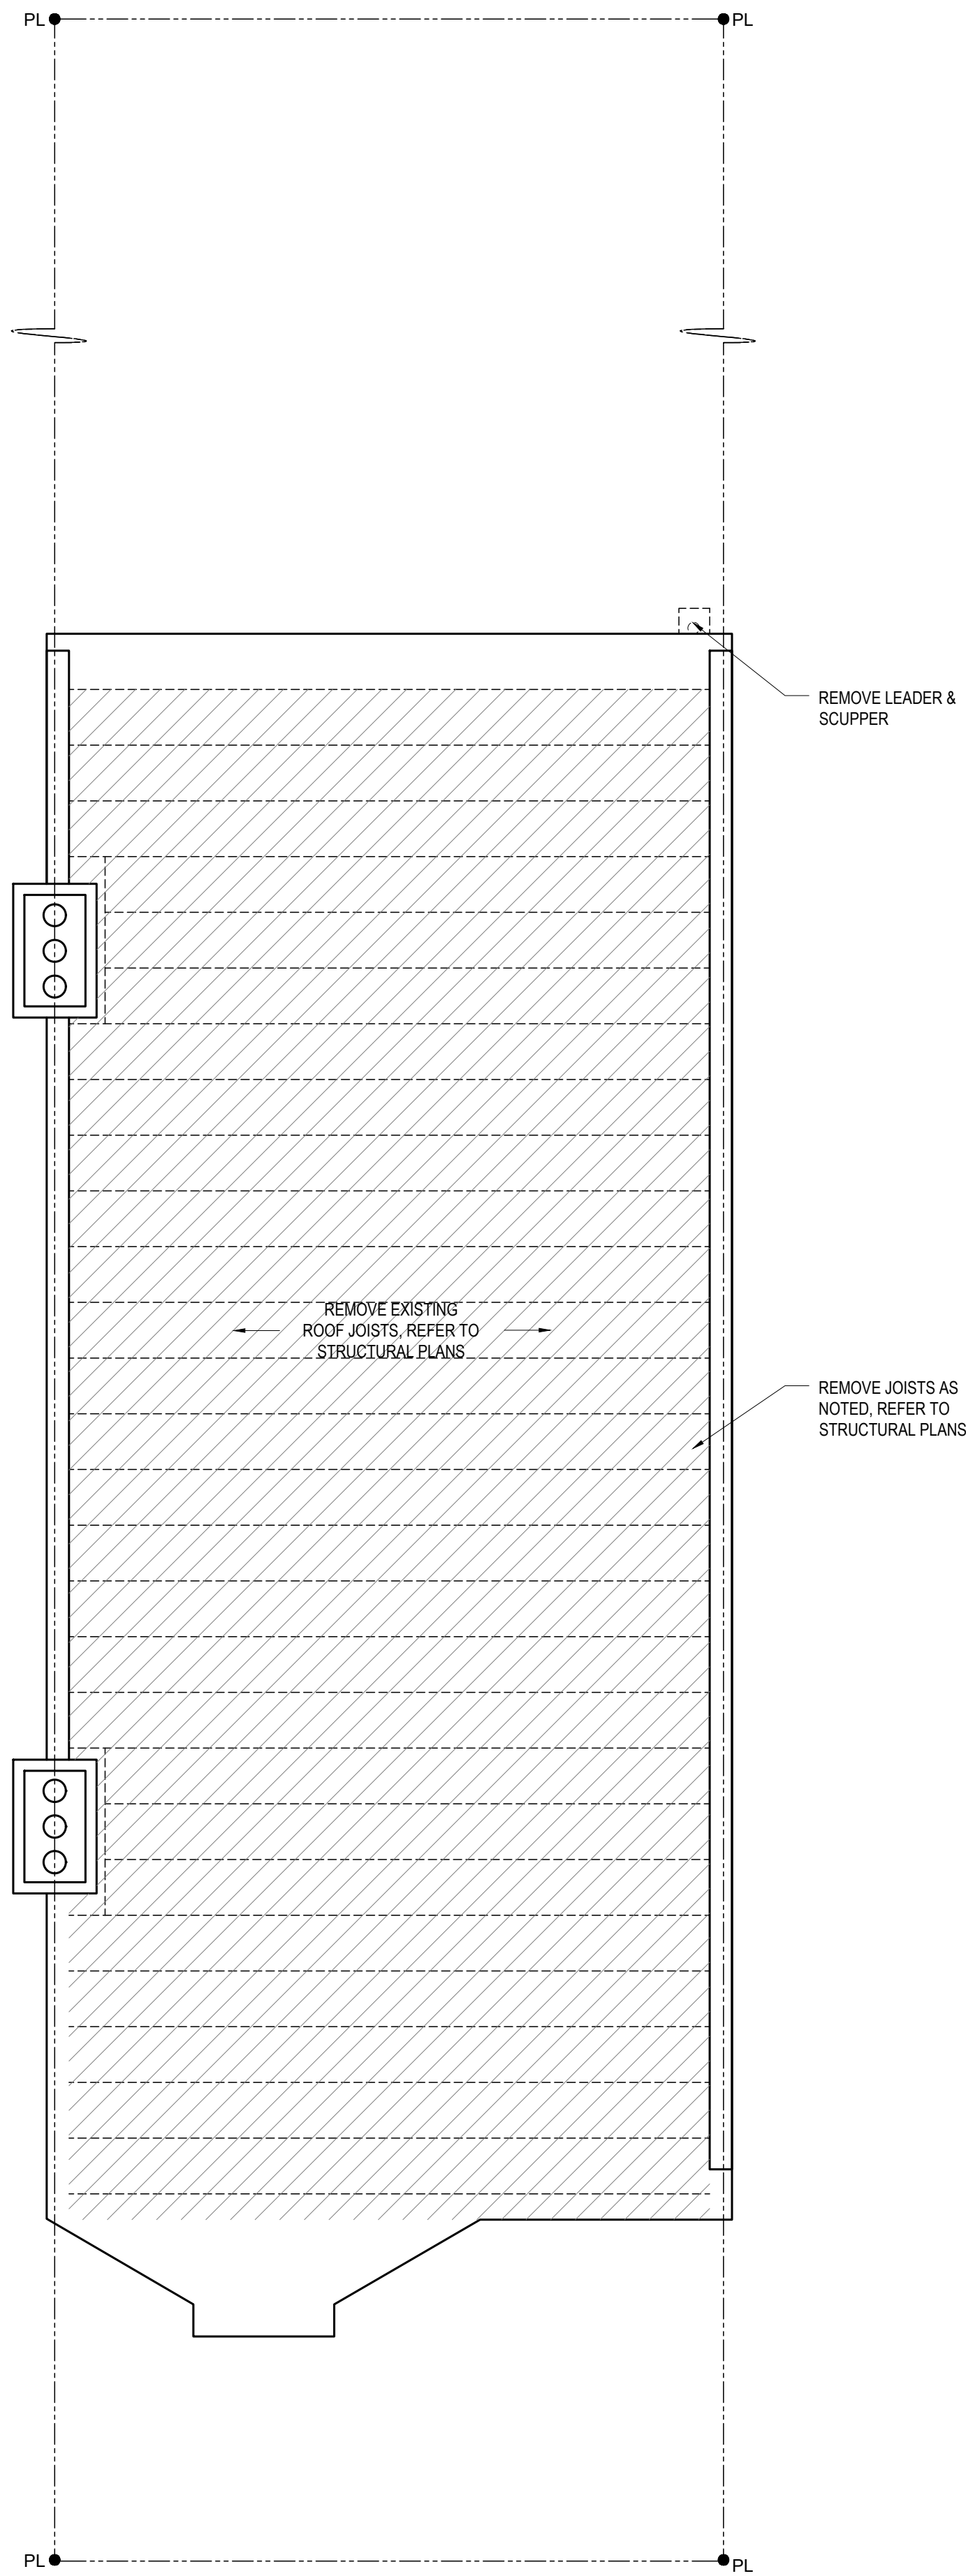 PL
PL
REMOVE LEADER &
SCUPPER
REMOVE EXISTING
ROOF JOISTS, REFER TO
STRUCTURAL PLANS
REMOVE JOISTS AS
NOTED, REFER TO
STRUCTURAL PLANS
PL
PL